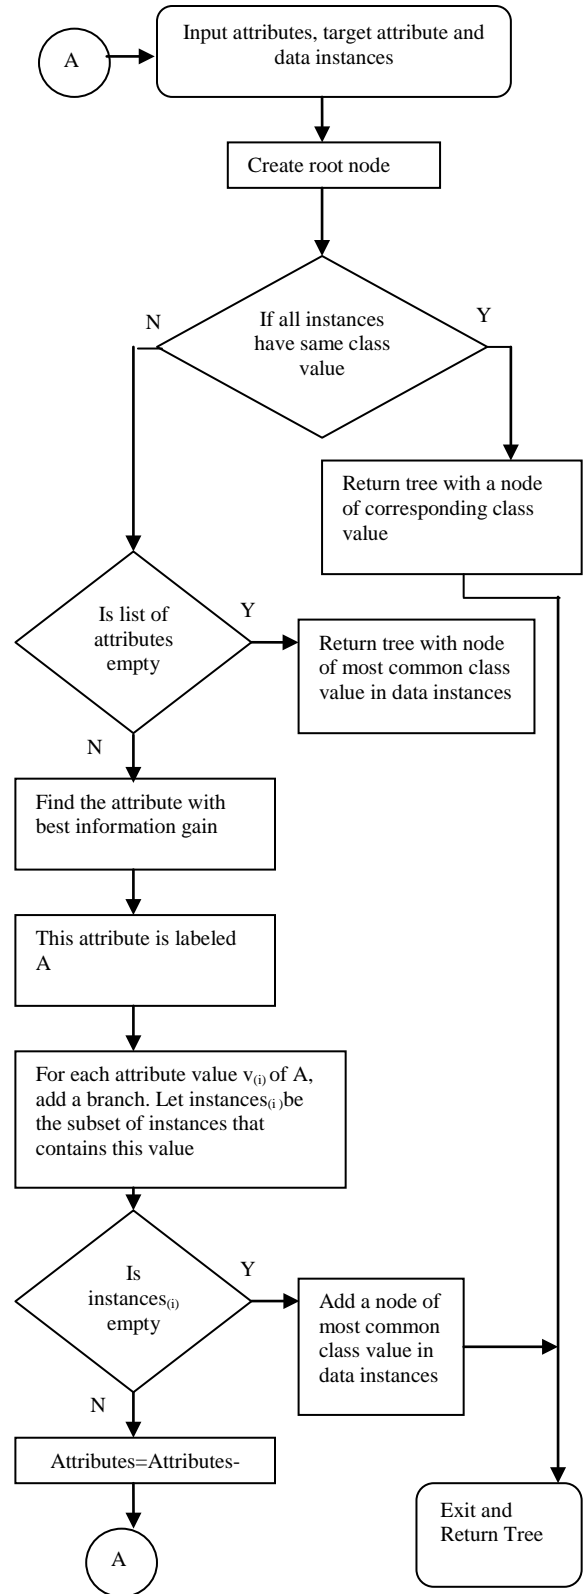 A
Input attributes, target attribute and
data instances
Create root node
N
If all instances
have same class
value
Y
Return tree with a node
of corresponding class
value
Is list of
attributes
empty
Y
Return tree with node
of most common class
value in data instances
N
Find the attribute with
best information gain
This attribute is labeled
A
For each attribute value v(i) of A,
add a branch. Let instances(i) be
the subset of instances that
contains this value
Is
instances(i)
empty
Y
Add a node of
most common
class value in
data instances
N
Attributes=Attributes-
A
Exit and
Return Tree